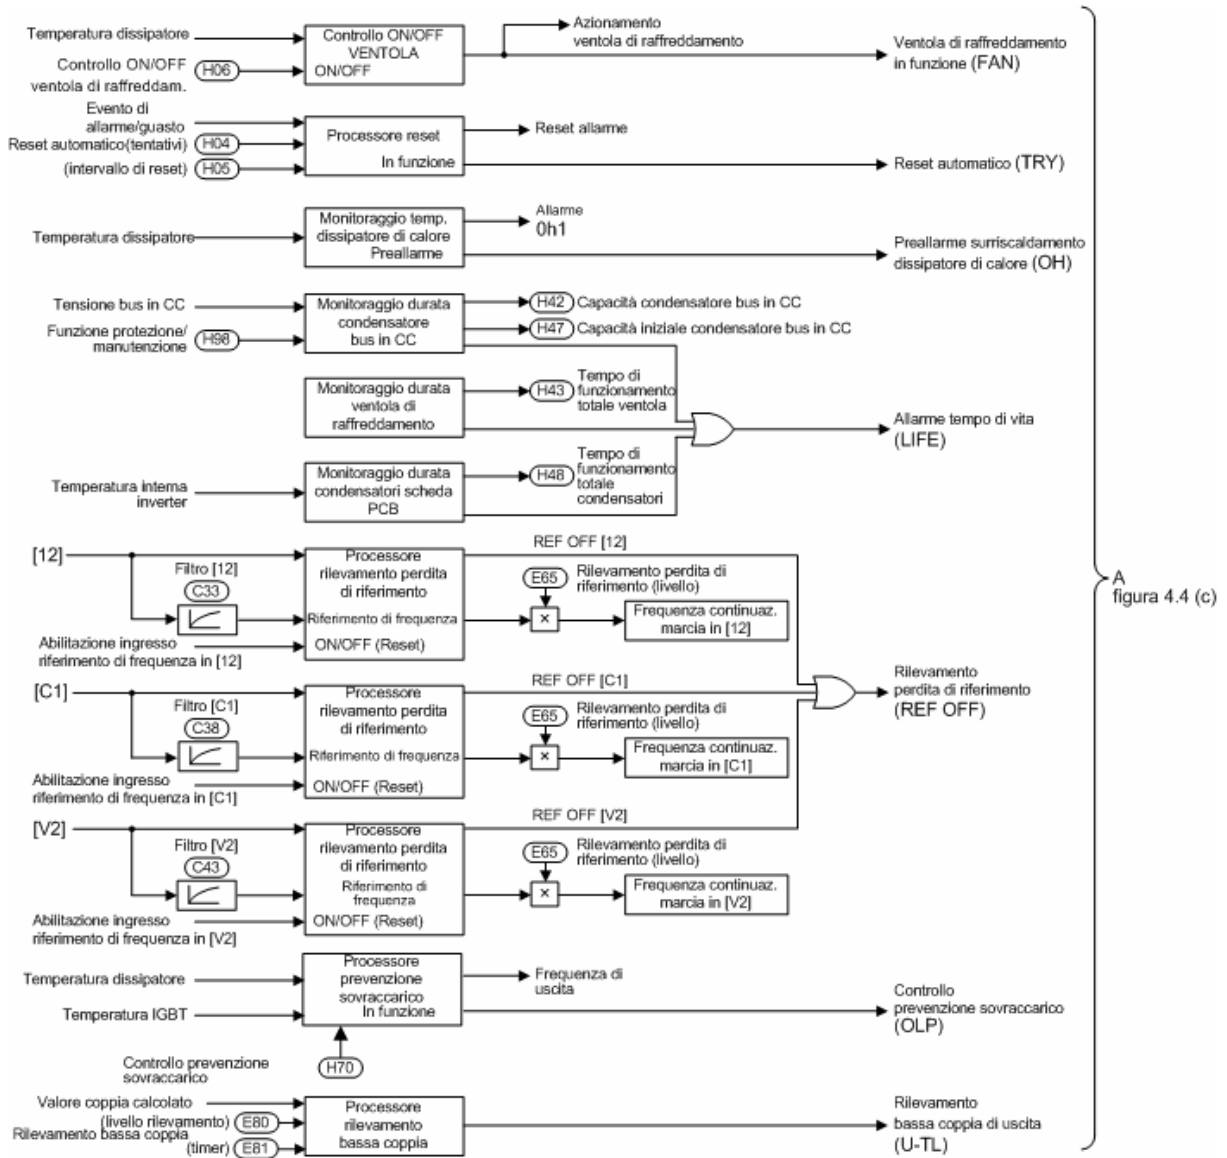 Temperatura dissipatore
Controllo ON/OFF
ventola di raffreddam.
H06
Controllo ON/OFF
VENTOLA
ON/OFF
Azionamento
ventola di raffreddamento
Ventola di raffreddamento
in funzione (FAN)
Evento di
allarme/guasto
Reset automatico(tentativi)
H04
(intervallo di reset)
H05
Processore reset
In funzione
Reset allarme
Reset automatico (TRY)
Temperatura dissipatore
Monitoraggio temp.
dissipatore di calore
Preallarme
Allarme
0h1
Preallarme surriscaldamento
dissipatore di calore (OH)
Tensione bus in CC
Funzione protezione/
manutenzione
H98
Monitoraggio durata
condensatore
bus in CC
H42
Capacità condensatore bus in CC
H47
Capacità iniziale condensatore bus in CC
Monitoraggio durata
ventola di
raffreddamento
H43
Tempo di
funzionamento
totale ventola
Allarme tempo di vita
(LIFE)
Temperatura interna
inverter
Monitoraggio durata
condensatori scheda
PCB
H48
Tempo di
funzionamento
totale
condensatori
[12]
Filtro [12]
C33
Abilitazione ingresso
riferimento di frequenza in [12]
Processore
rilevamento perdita
di riferimento
Riferimento di frequenza
ON/OFF (Reset)
REF OFF [12]
E65
Rilevamento perdita di
riferimento (livello)
×
Frequenza continuaz.
marcia in [12]
A
figura 4.4 (c)
[C1]
Filtro [C1]
C38
Abilitazione ingresso
riferimento di frequenza in [C1]
Processore
rilevamento perdita
di riferimento
Riferimento di frequenza
ON/OFF (Reset)
REF OFF [C1]
E65
Rilevamento perdita di
riferimento (livello)
×
Frequenza continuaz.
marcia in [C1]
Rilevamento
perdita di riferimento
(REF OFF)
[V2]
Filtro [V2]
C43
Abilitazione ingresso
riferimento di frequenza in [V2]
Processore
rilevamento perdita
di riferimento
Riferimento di
frequenza
ON/OFF (Reset)
REF OFF [V2]
E65
Rilevamento perdita di
riferimento (livello)
×
Frequenza continuaz.
marcia in [V2]
Temperatura dissipatore
Temperatura IGBT
Processore
prevenzione
sovraccarico
In funzione
Frequenza di
uscita
Controllo
prevenzione sovraccarico
(OLP)
Controllo prevenzione
sovraccarico
H70
Valore coppia calcolato
(livello rilevamento)
E80
Rilevamento bassa coppia
(timer)
E81
Processore
rilevamento
bassa coppia
Rilevamento
bassa coppia di uscita
(U-TL)